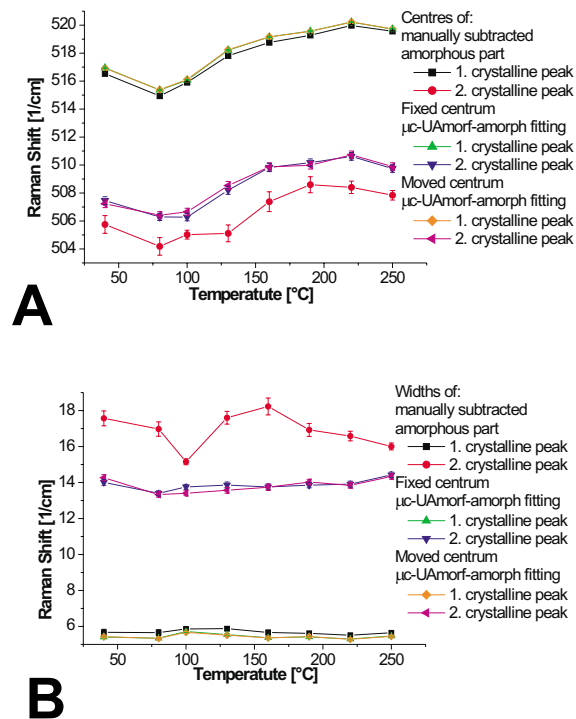 520
518
516
514
512
510
508
506
504
50
100
150
200
250
Raman Shift [1/cm]
Temperatute [°C]
Centres of:
manually subtracted
amorphous part
1. crystalline peak
2. crystalline peak
Fixed centrum
µc-UAmorf-amorph fitting
1. crystalline peak
2. crystalline peak
Moved centrum
µc-UAmorf-amorph fitting
1. crystalline peak
2. crystalline peak
A
18
16
14
12
10
8
6
50
100
150
200
250
Raman Shift [1/cm]
Temperatute [°C]
Widths of:
manually subtracted
amorphous part
1. crystalline peak
2. crystalline peak
Fixed centrum
µc-UAmorf-amorph fitting
1. crystalline peak
2. crystalline peak
Moved centrum
µc-UAmorf-amorph fitting
1. crystalline peak
2. crystalline peak
B